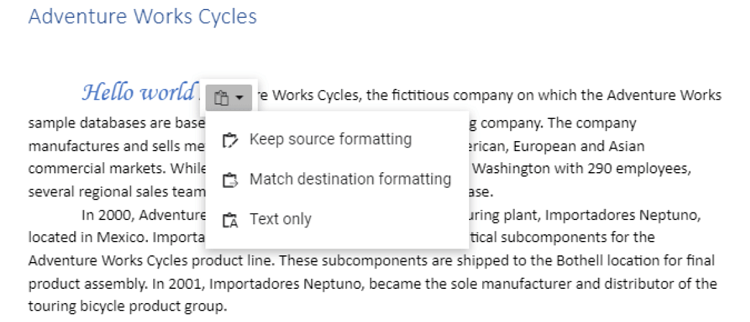 Adventure Works Cycles
Hello world e Works Cycles, the fictitious company on which the Adventure Works
sample databases are base g company. The company
Keep source formatting
manufactures and sells me erican, European and Asian
commercial markets. While Washington with 290 employees,
Match destination formatting
several regional sales team ase.
Text only
In 2000, Adventure uring plant, Importadores Neptuno,
located in Mexico. Importa tical subcomponents for the
Adventure Works Cycles product line. These subcomponents are shipped to the Bothell location for final
product assembly. In 2001, Importadores Neptuno, became the sole manufacturer and distributor of the
touring bicycle product group.